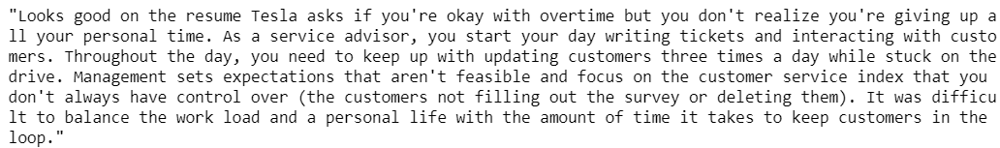 "Looks good on the resume Tesla asks if you're okay with overtime but you don't realize you're giving up a
ll your personal time. As a service advisor, you start your day writing tickets and interacting with custo
mers. Throughout the day, you need to keep up with updating customers three times a day while stuck on the
drive. Management sets expectations that aren't feasible and focus on the customer service index that you
don't always have control over (the customers not filling out the survey or deleting them). It was difficu
lt to balance the work load and a personal life with the amount of time it takes to keep customers in the
loop."